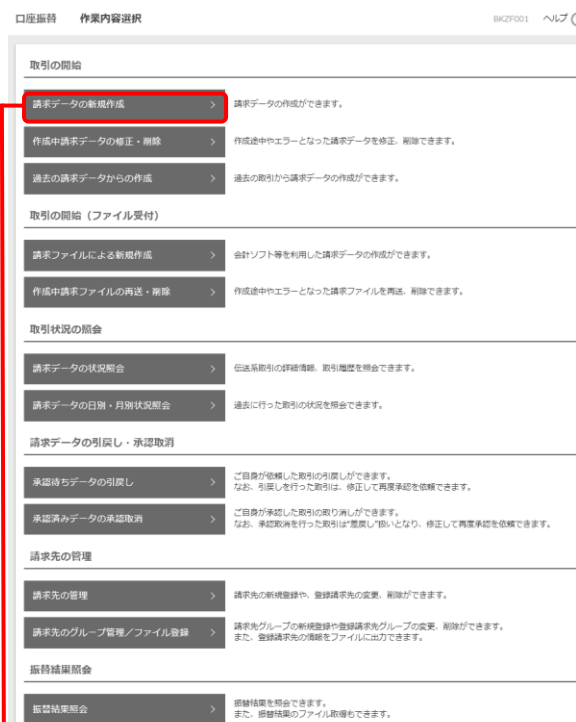 口座振替 作業内容選択 BKZF001 ヘルプ
取引の開始
請求データの新規作成 > 請求データの作成ができます。
作成中請求データの修正・削除 > 作成途中やエラーとなった請求データを修正、削除できます。
過去の請求データからの作成 > 過去の取引から請求データの作成ができます。
取引の開始（ファイル受付）
請求ファイルによる新規作成 > 会計ソフト等を利用した請求データの作成ができます。
作成中請求ファイルの再送・削除 > 作成途中やエラーとなった請求ファイルを再送、削除できます。
取引状況の照会
請求データの状況照会 > 伝送系取引の詳細情報、取引履歴を照会できます。
請求データの日別・月別状況照会 > 過去に行った取引の状況を照会できます。
請求データの引戻し・承認取消
承認待ちデータの引戻し > ご自身が依頼した取引の引戻しができます。
なお、引戻しを行った取引は、修正して再度承認を依頼できます。
承認済みデータの承認取消 > ご自身が承認した取引の取り消しができます。
なお、承認取消を行った取引は“差戻し”扱いとなり、修正して再度承認を依頼できます。
請求先の管理
請求先の管理 > 請求先の新規登録や、登録請求先の変更、削除ができます。
請求先のグループ管理／ファイル登録 > 請求先グループの新規登録や登録請求先グループの変更、削除ができます。
また、登録請求先の情報をファイルに出力できます。
振替結果照会
振替結果照会 > 振替結果を照会できます。
また、振替結果のファイル取得もできます。